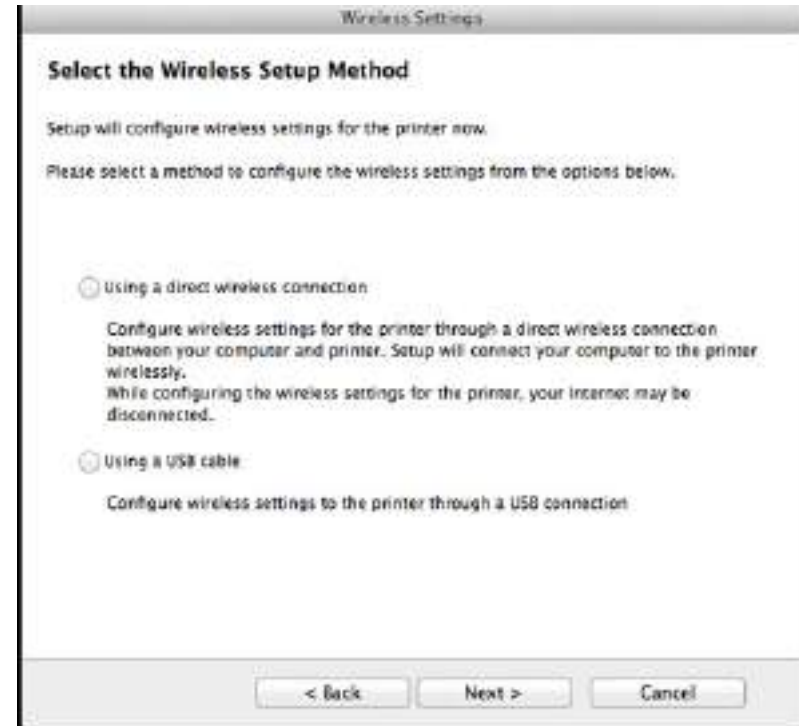 Wireless Settings
Select the Wireless Setup Method
Setup will configure wireless settings for the printer now.
Please select a method to configure the wireless settings from the options below.
Using a direct wireless connection
Configure wireless settings for the printer through a direct wireless connection
between your computer and printer. Setup will connect your computer to the printer
wirelessly.
While configuring the wireless settings for the printer, your internet may be
disconnected.
Using a USB cable
Configure wireless settings to the printer through a USB connection
< Back
Next >
Cancel